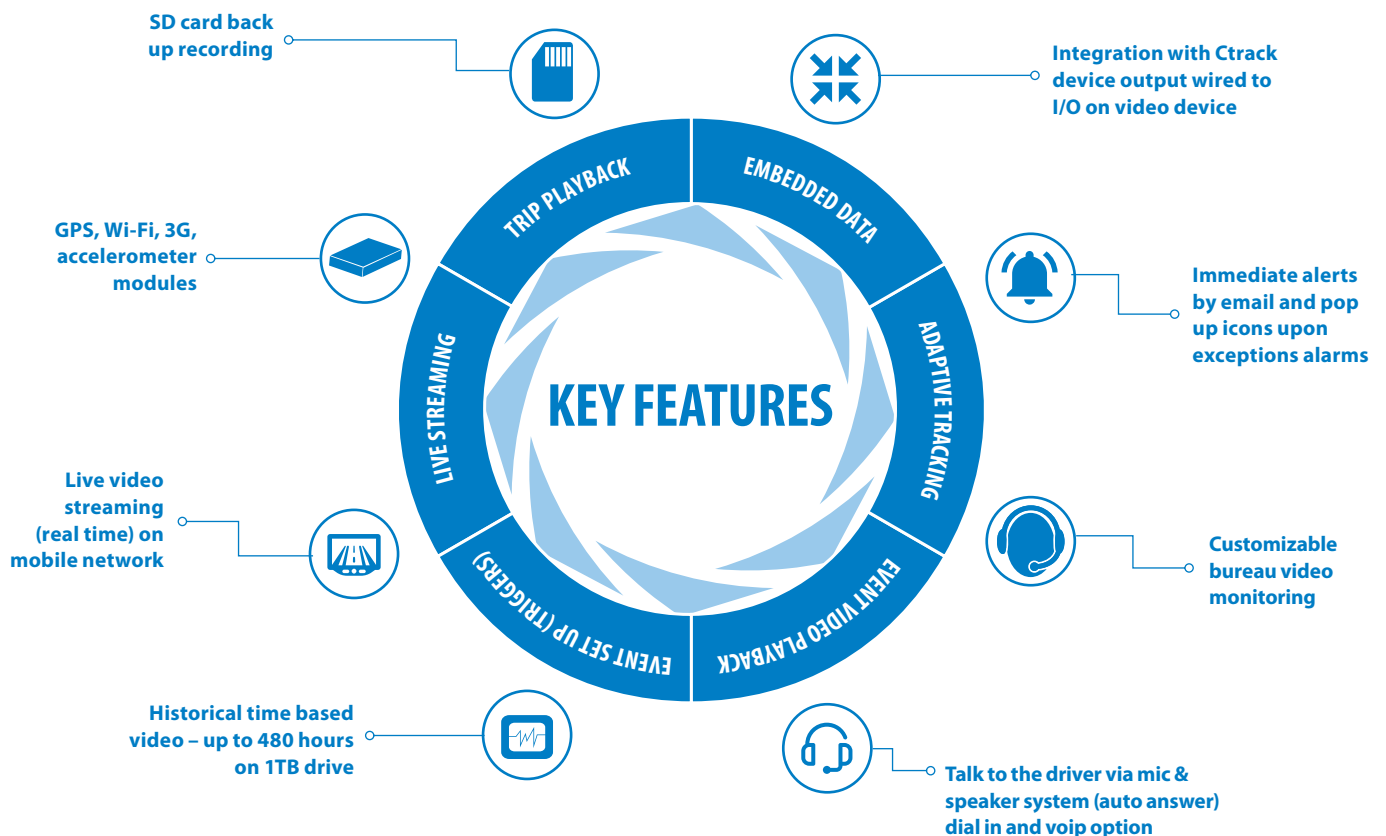 SD card back
up recording
Integration with Ctrack
device output wired to
I/O on video device
TRIP PLAYBACK
EMBEDDED DATA
GPS, Wi-Fi, 3G,
accelerometer
modules
Immediate alerts
by email and pop
up icons upon
exceptions alarms
LIVE STREAMING
KEY FEATURES
ADAPTIVE TRACKING
Live video
streaming
(real time) on
mobile network
Customizable
bureau video
monitoring
EVENT SET UP (TRIGGERS)
EVENT VIDEO PLAYBACK
Historical time based
video – up to 480 hours
on 1TB drive
Talk to the driver via mic &
speaker system (auto answer)
dial in and voip option